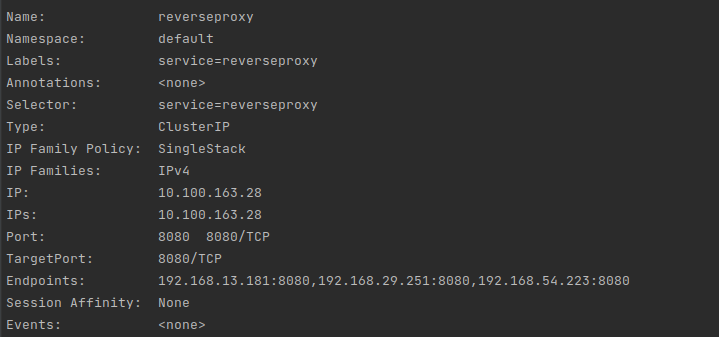 Name:              reverseproxy
Namespace:         default
Labels:            service=reverseproxy
Annotations:       <none>
Selector:          service=reverseproxy
Type:              ClusterIP
IP Family Policy:  SingleStack
IP Families:       IPv4
IP:                10.100.163.28
IPs:               10.100.163.28
Port:              8080  8080/TCP
TargetPort:        8080/TCP
Endpoints:         192.168.13.181:8080,192.168.29.251:8080,192.168.54.223:8080
Session Affinity:  None
Events:            <none>